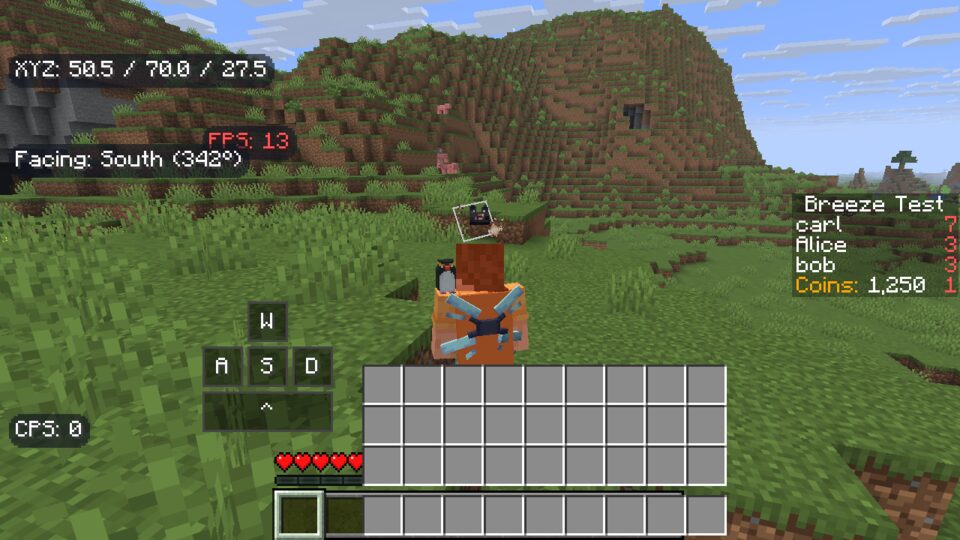 XYZ: 50.5 / 70.0 / 27.5
FPS: 13
Facing: South (342°)
Breeze Test
carl 7
Alice 3
bob 3
Coins: 1,250 1
W
A S D
^
CPS: 0